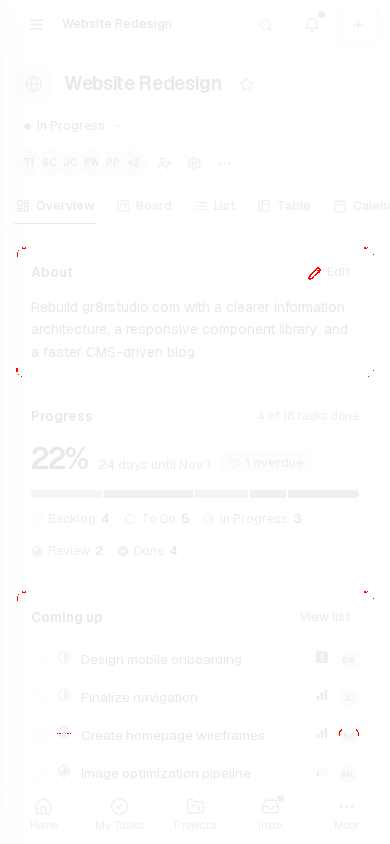 Website Redesign
Website Redesign
In Progress
SC JC EW PP +2
Overview Board List Table
About Edit
Rebuild gr8rstudio.com with a clearer information
architecture, a responsive component library, and
a faster CMS-driven blog.
Progress 4 of 18 tasks done
22% 24 days until Nov 1 1 overdue
Backlog 4 To Do 5 In Progress 3
Review 2 Done 4
Coming up View list
Design mobile onboarding EW
Finalize navigation JC
Create homepage wireframes
Image optimization pipeline ML
Home My Tasks Projects Inbox More